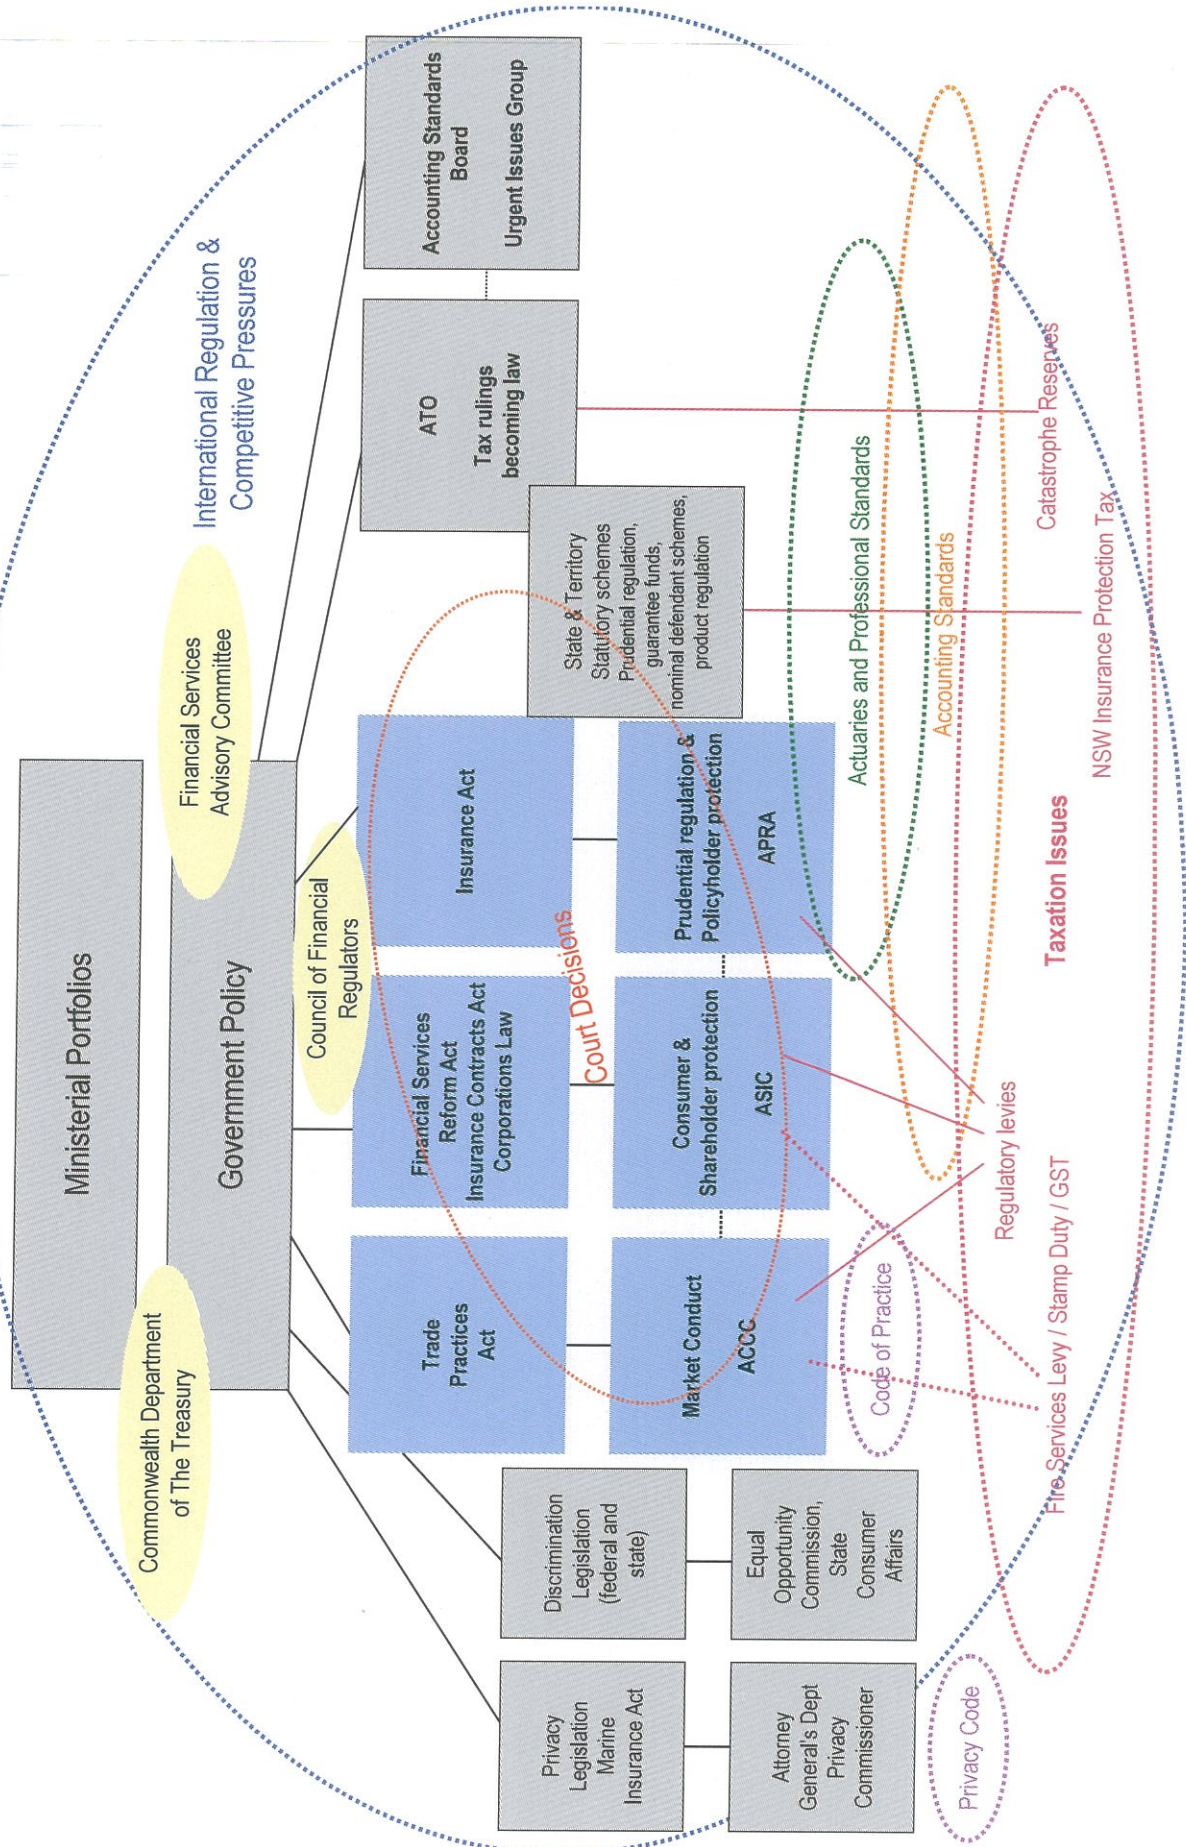 Ministerial Portfolios
Commonwealth Department
of The Treasury
Government Policy
Financial Services
Advisory Committee
International Regulation &
Competitive Pressures
Council of Financial
Regulators
Privacy
Legislation
Marine
Insurance Act
Discrimination
Legislation
(federal and
state)
Trade
Practices
Act
Financial Services
Reform Act
Insurance Contracts Act
Corporations Law
Insurance Act
State & Territory
Statutory schemes
Prudential regulation,
guarantee funds,
nominal defendant schemes,
product regulation
ATO
Tax rulings
becoming law
Accounting Standards
Board
Urgent Issues Group
Court Decisions
Attorney
General's Dept
Privacy
Commissioner
Equal
Opportunity
Commission,
State
Consumer
Affairs
Market Conduct
ACCC
Consumer &
Shareholder protection
ASIC
Prudential regulation &
Policyholder protection
APRA
Privacy Code
Code of Practice
Actuaries and Professional Standards
Accounting Standards
Regulatory levies
Catastrophe Reserves
Fire Services Levy / Stamp Duty / GST
Taxation Issues
NSW Insurance Protection Tax